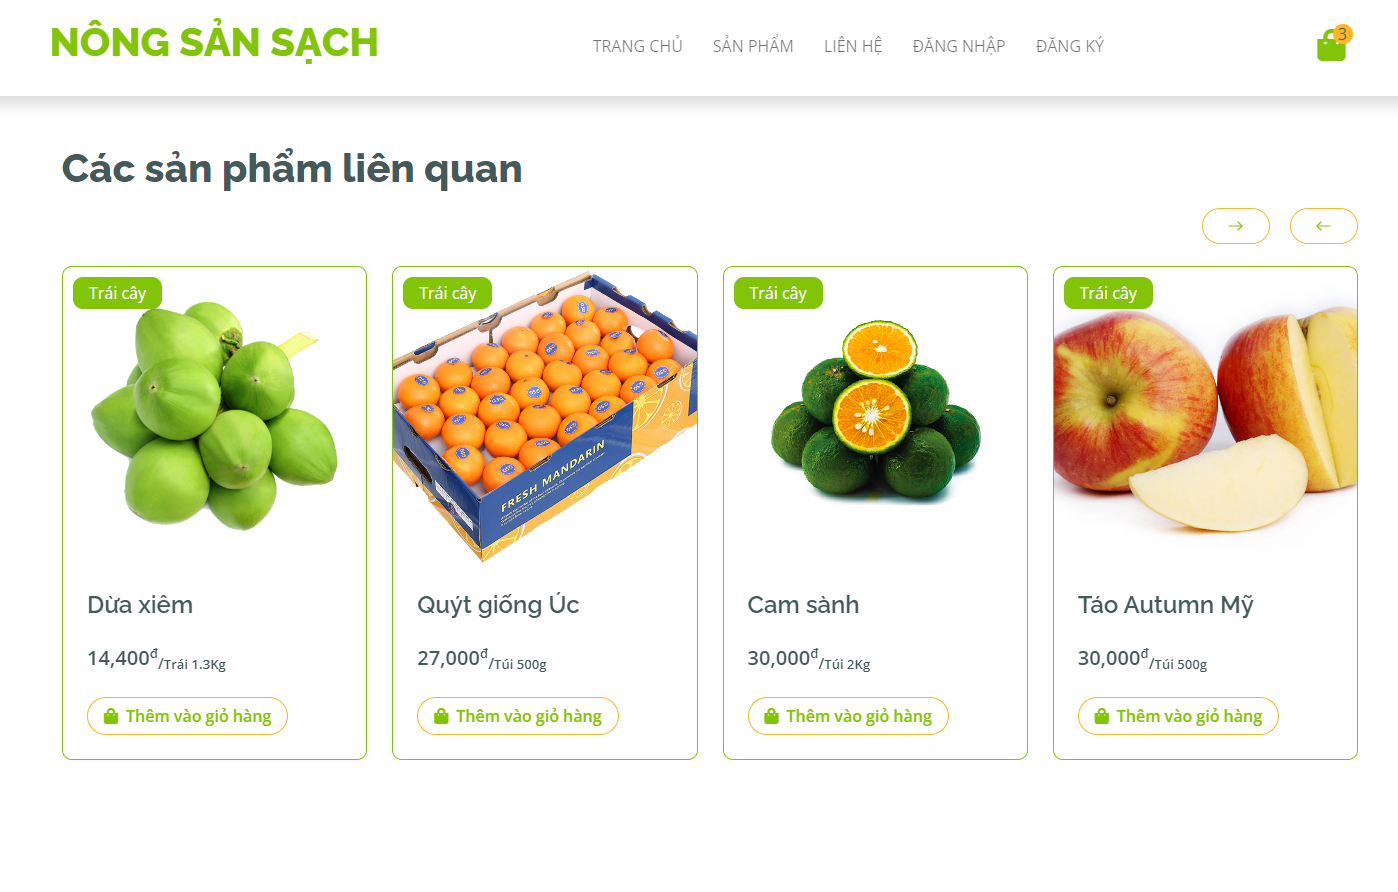 NÔNG SẢN SẠCH
TRANG CHỦ SẢN PHẨM LIÊN HỆ ĐĂNG NHẬP ĐĂNG KÝ
3
Các sản phẩm liên quan
Trái cây
Dừa xiêm
14,400đ/Trái 1.3Kg
Thêm vào giỏ hàng
Trái cây
FRESH MANDARIN
Quýt giống Úc
27,000đ/Túi 500g
Thêm vào giỏ hàng
Trái cây
Cam sành
30,000đ/Túi 2Kg
Thêm vào giỏ hàng
Trái cây
Táo Autumn Mỹ
30,000đ/Túi 500g
Thêm vào giỏ hàng